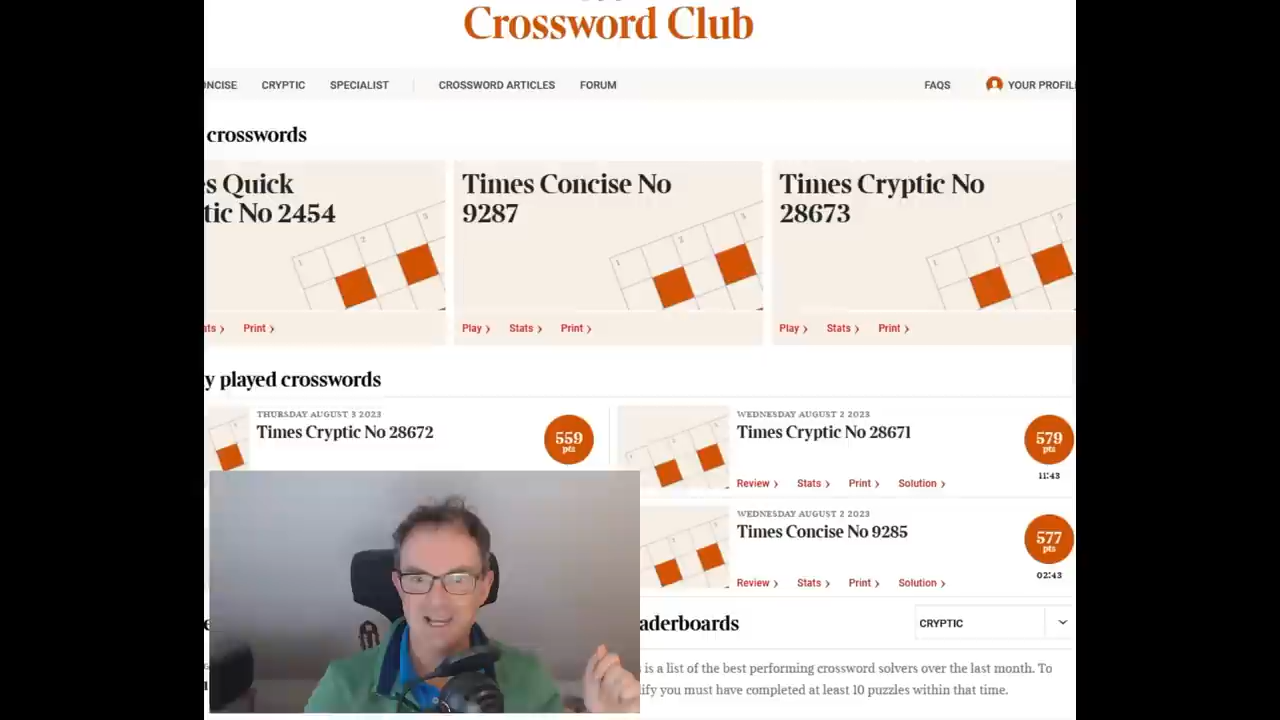 Crossword Club
ONCISE CRYPTIC SPECIALIST CROSSWORD ARTICLES FORUM FAQS YOUR PROFIL
crosswords
s Quick
tic No 2454
Times Concise No
9287
Times Cryptic No
28673
nts › Print ›
Play › Stats › Print ›
Play › Stats › Print ›
y played crosswords
THURSDAY AUGUST 3 2023
Times Cryptic No 28672
559
pts
WEDNESDAY AUGUST 2 2023
Times Cryptic No 28671
579
pts
11:43
Review › Stats › Print › Solution ›
WEDNESDAY AUGUST 2 2023
Times Concise No 9285
577
pts
02:43
Review › Stats › Print › Solution ›
aderboards
CRYPTIC
is a list of the best performing crossword solvers over the last month. To
ify you must have completed at least 10 puzzles within that time.